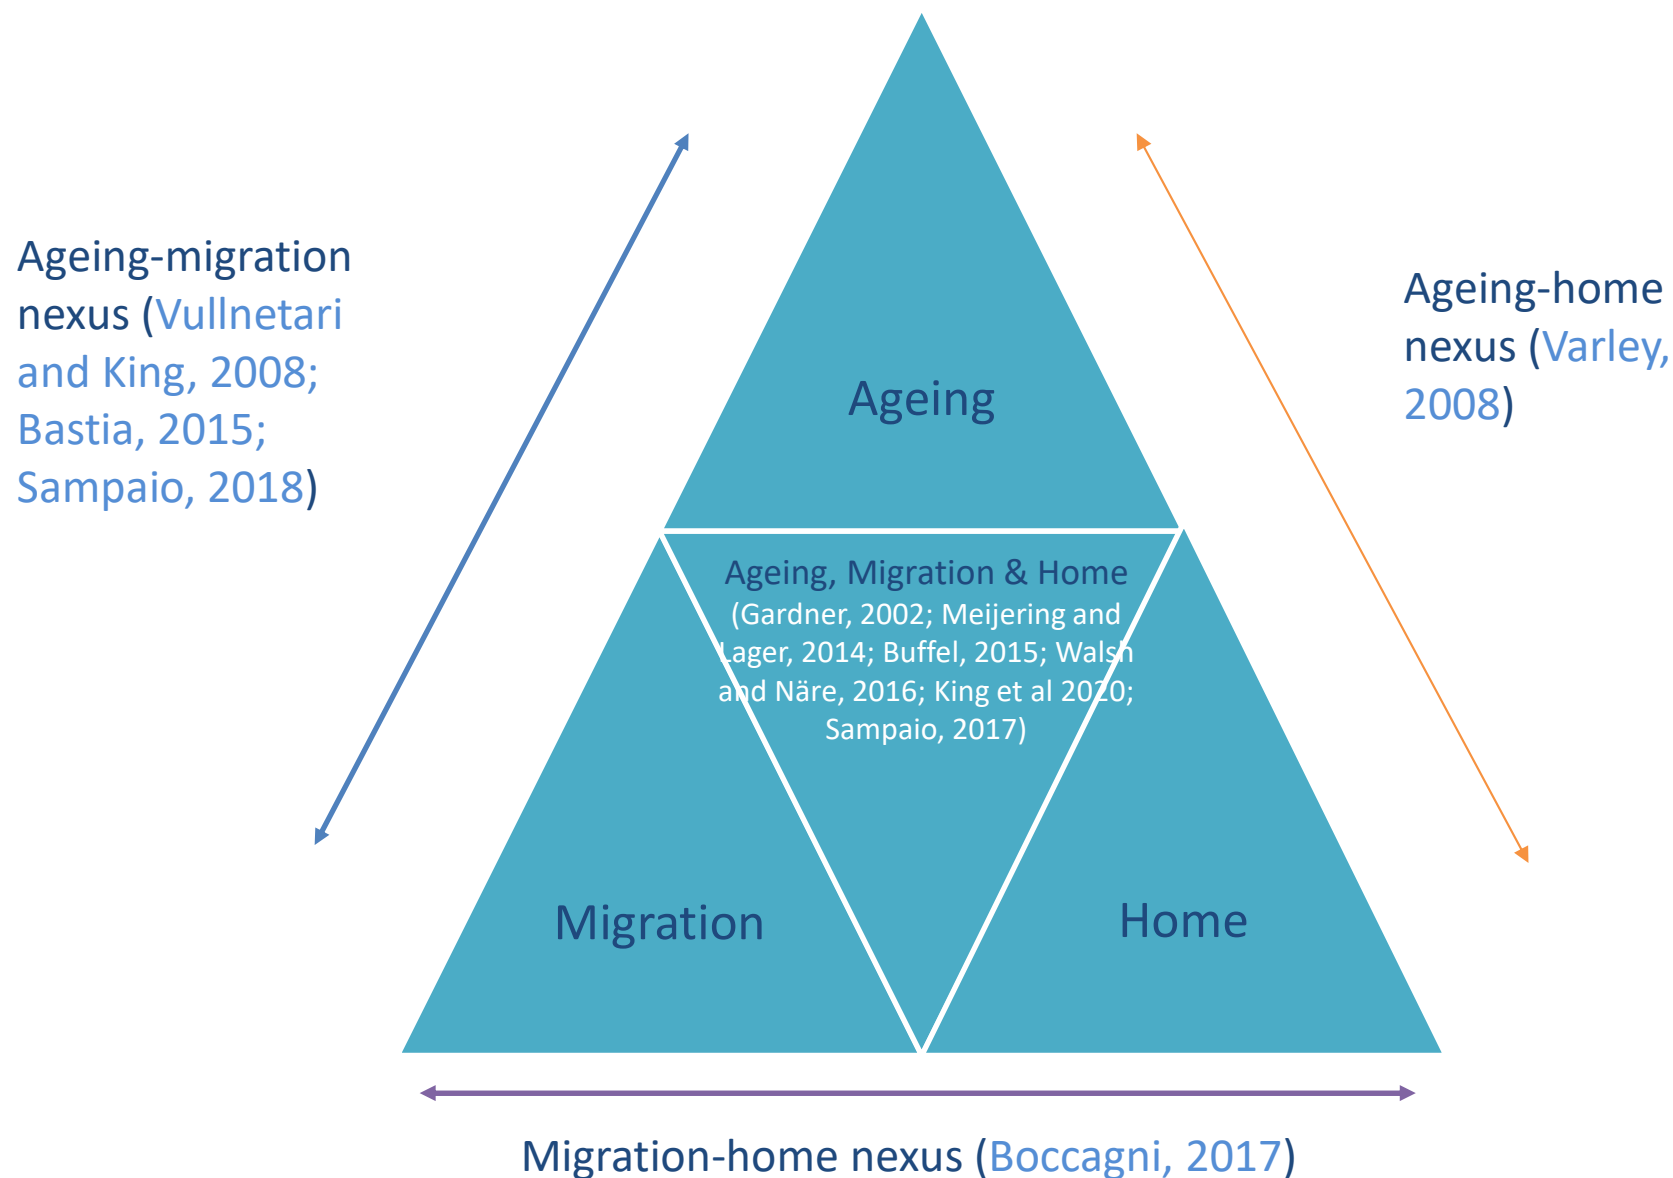 Ageing-migration
nexus (Vullnetari
and King, 2008;
Bastia, 2015;
Sampaio, 2018)
Ageing-home
nexus (Varley,
2008)
Ageing
Ageing, Migration & Home
(Gardner, 2002; Meijering and
Lager, 2014; Buffel, 2015; Walsh
and Näre, 2016; King et al 2020;
Sampaio, 2017)
Migration
Home
Migration-home nexus (Boccagni, 2017)